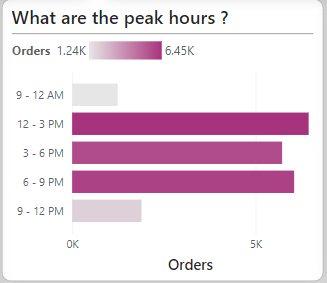 What are the peak hours ?
Orders 1.24K 6.45K
9 - 12 AM
12 - 3 PM
3 - 6 PM
6 - 9 PM
9 - 12 PM
0K 5K
Orders